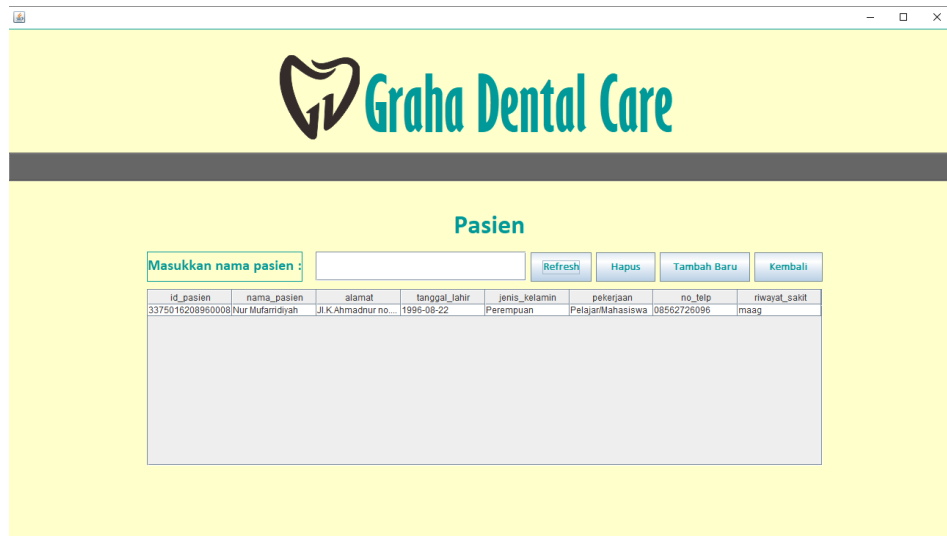 Graha Dental Care
Pasien
Masukkan nama pasien : Refresh Hapus Tambah Baru Kembali
id_pasien nama_pasien alamat tanggal_lahir jenis_kelamin pekerjaan no_telp riwayat_sakit
3375016208960008 Nur Mufarridiyah Jl.K.Ahmadnur no.... 1996-08-22 Perempuan Pelajar/Mahasiswa 08562726096 maag